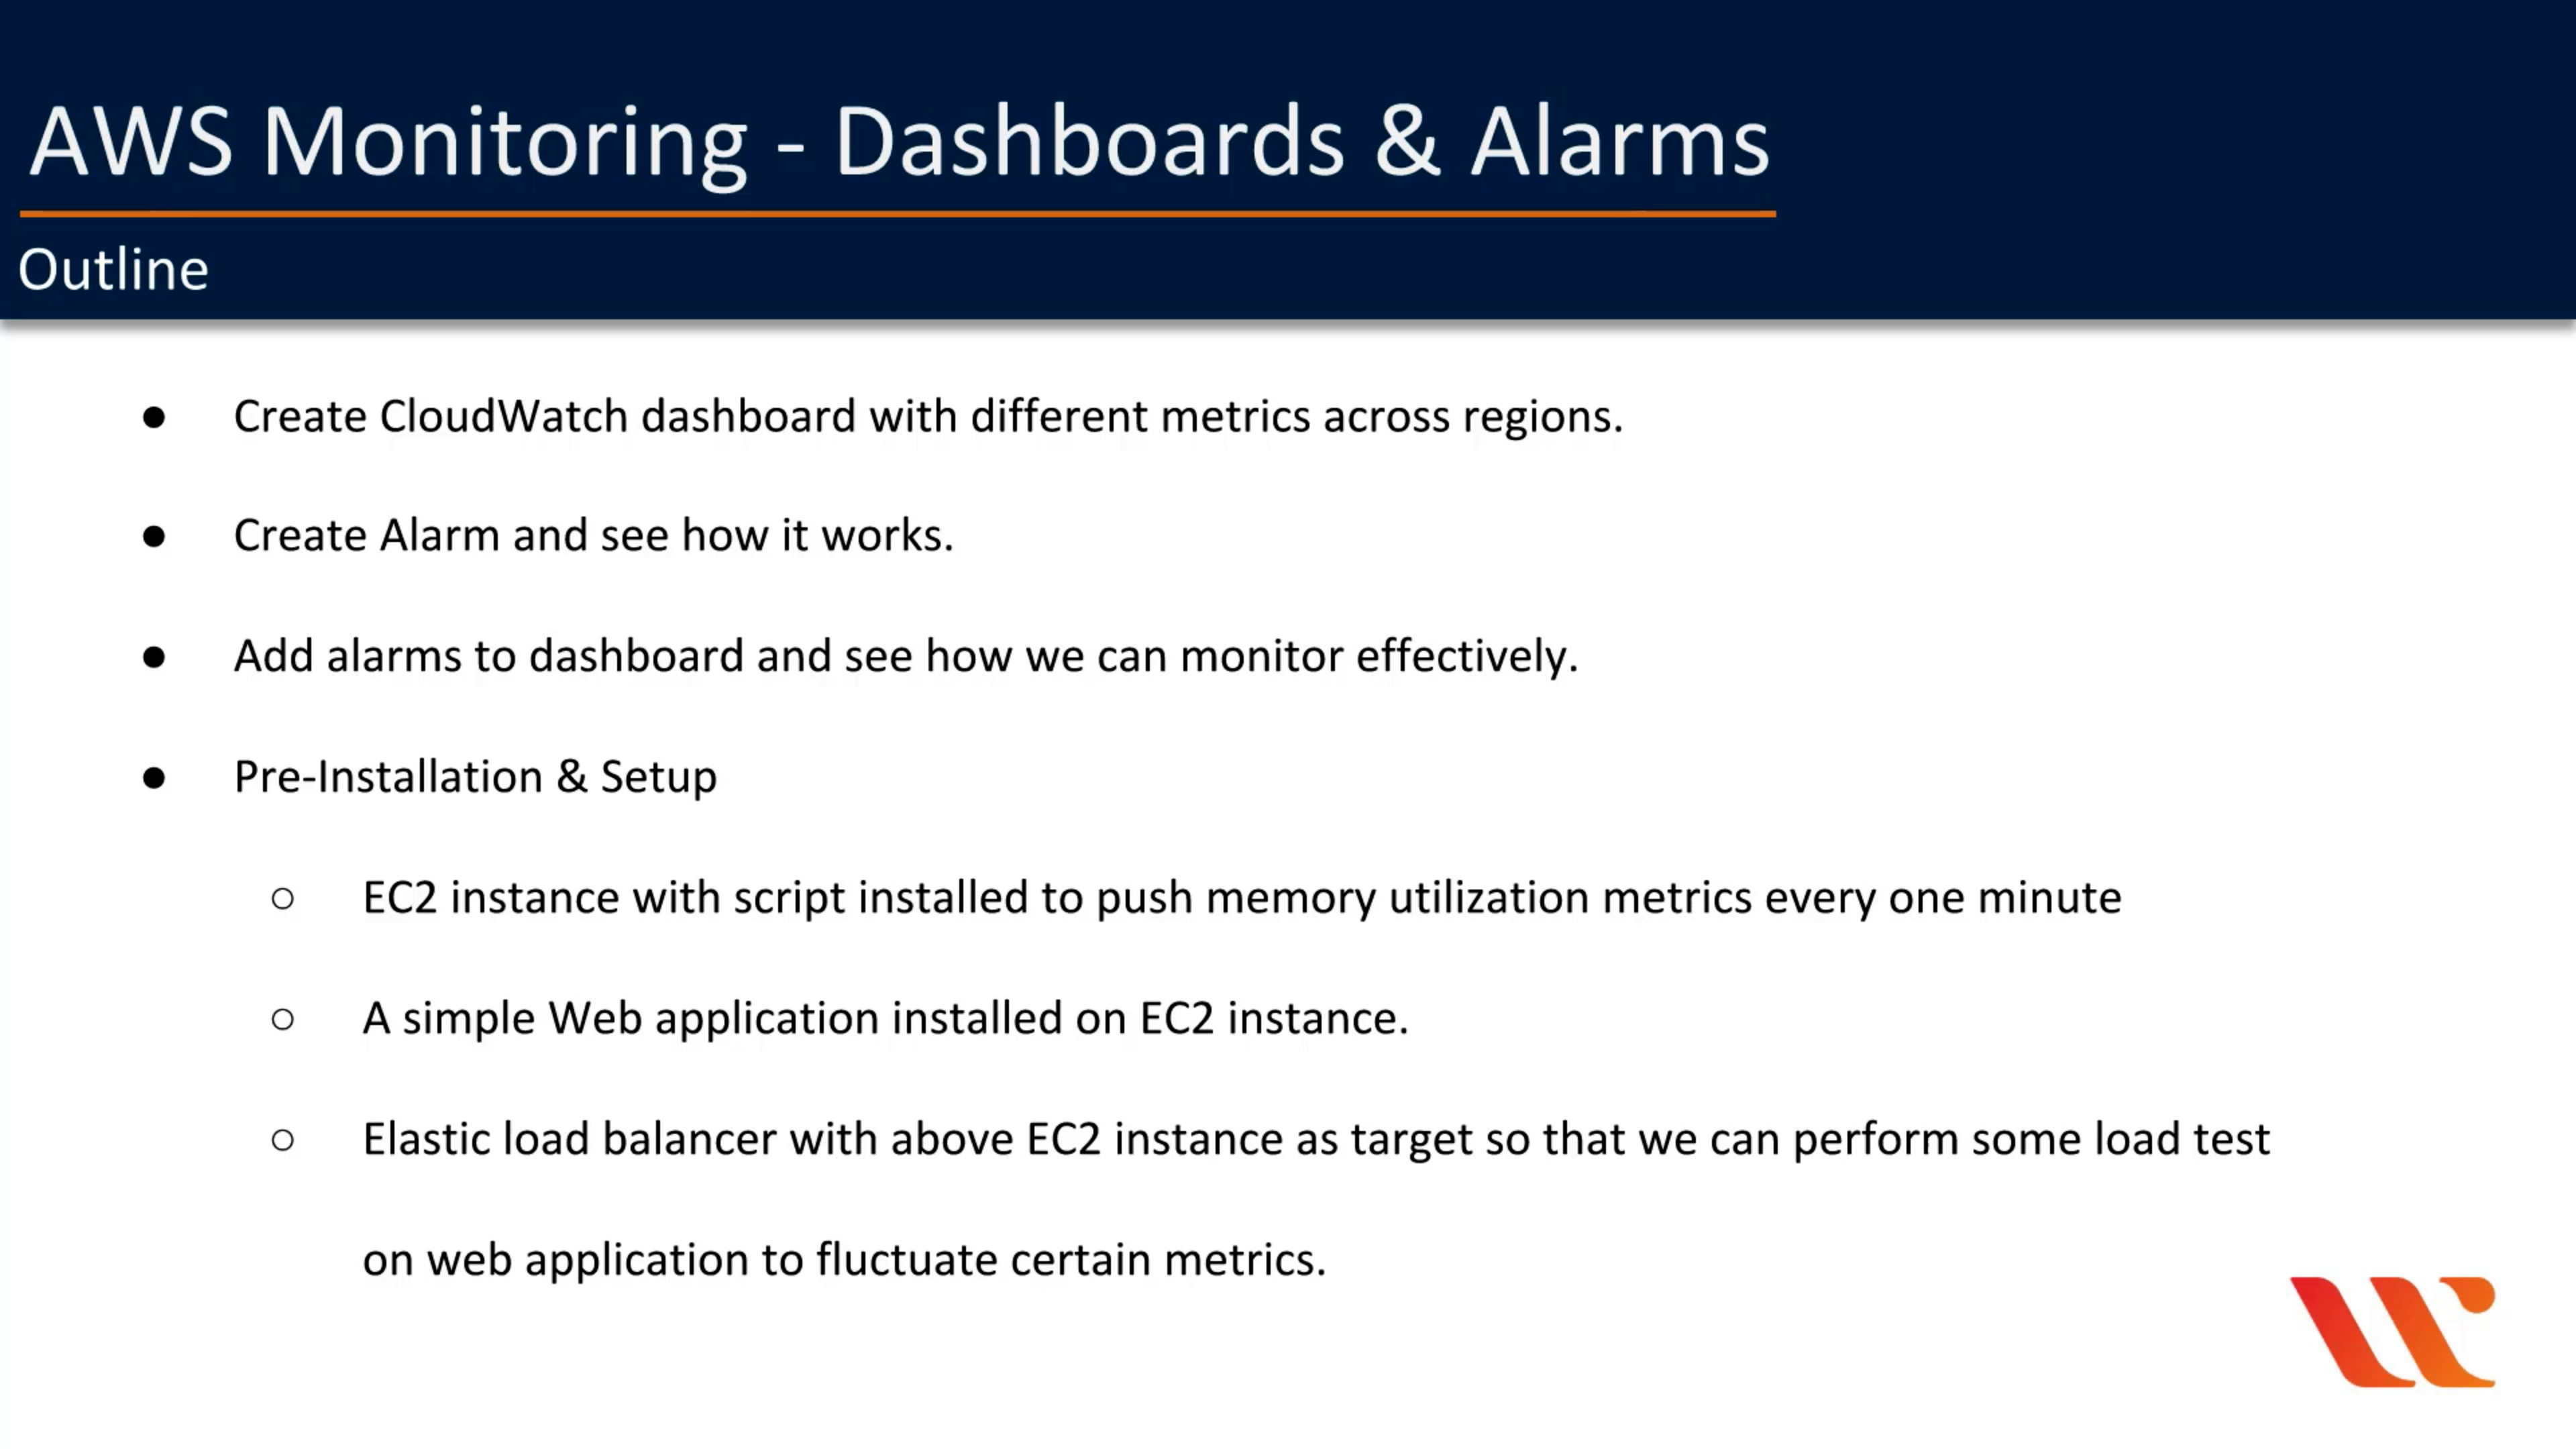 AWS Monitoring - Dashboards & Alarms
Outline
● Create CloudWatch dashboard with different metrics across regions.
● Create Alarm and see how it works.
● Add alarms to dashboard and see how we can monitor effectively.
● Pre-Installation & Setup
○ EC2 instance with script installed to push memory utilization metrics every one minute
○ A simple Web application installed on EC2 instance.
○ Elastic load balancer with above EC2 instance as target so that we can perform some load test
on web application to fluctuate certain metrics.